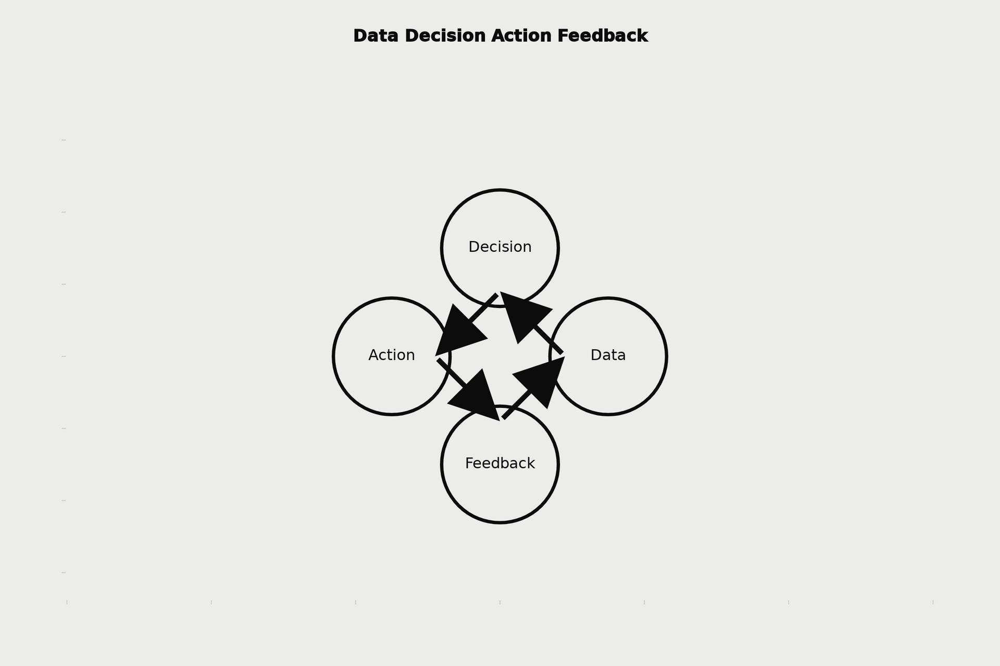 Data Decision Action Feedback
Decision
Action
Data
Feedback